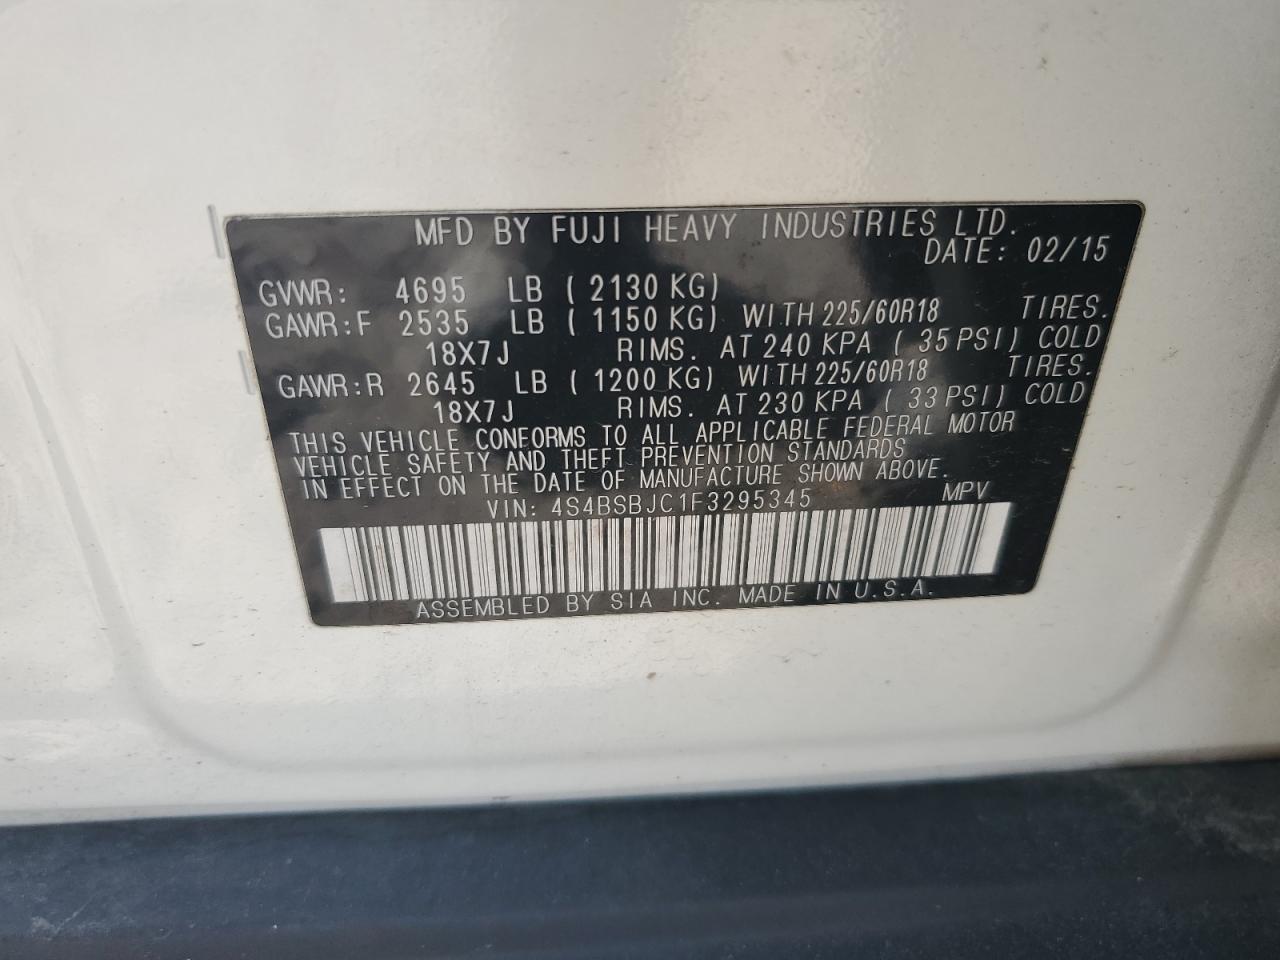 MFD BY FUJI HEAVY INDUSTRIES LTD.
DATE: 02/15
GVWR: 4695 LB ( 2130 KG)
GAWR:F 2535 LB ( 1150 KG) WITH 225/60R18 TIRES.
18X7J RIMS. AT 240 KPA ( 35 PSI) COLD
GAWR:R 2645 LB ( 1200 KG) WITH 225/60R18 TIRES.
18X7J RIMS. AT 230 KPA ( 33 PSI) COLD
THIS VEHICLE CONFORMS TO ALL APPLICABLE FEDERAL MOTOR
VEHICLE SAFETY AND THEFT PREVENTION STANDARDS
IN EFFECT ON THE DATE OF MANUFACTURE SHOWN ABOVE.
VIN: 4S4BSBJC1F3295345 MPV
ASSEMBLED BY SIA INC. MADE IN U.S.A.